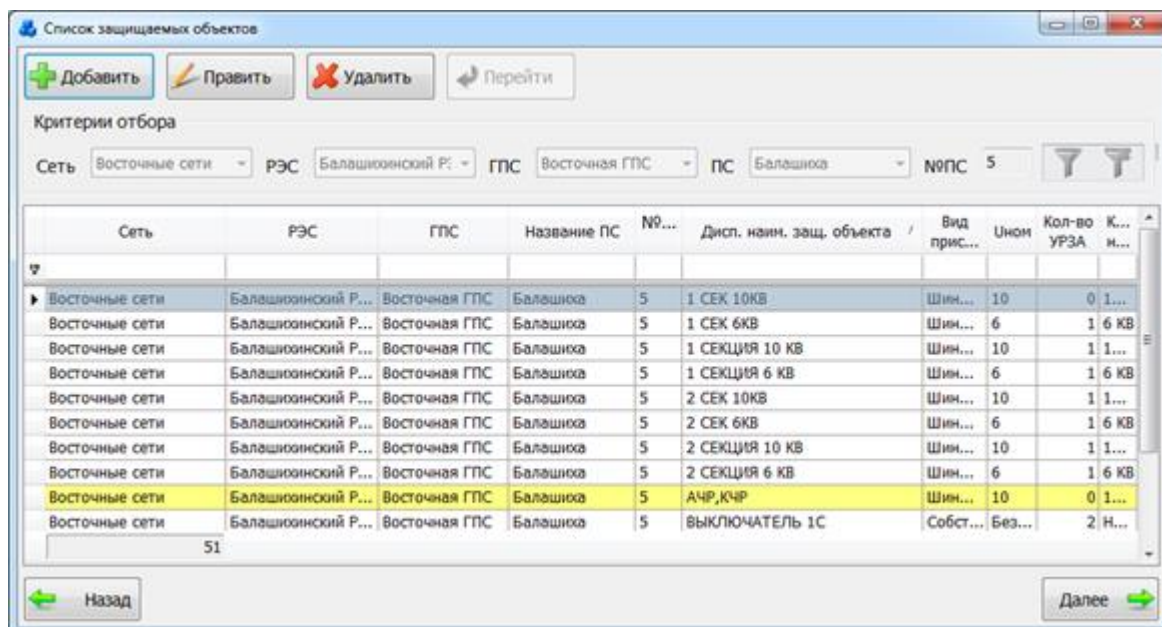 Список защищаемых объектов
Добавить Править Удалить Перейти
Критерии отбора
Сеть Восточные сети РЭС Балашихинский РЭ ГПС Восточная ГПС ПС Балашиха №ПС 5
Сеть РЭС ГПС Название ПС №... Дисп. наим. защ. объекта Вид прис... Uном Кол-во УРЗА К... н...
Восточные сети Балашихинский Р... Восточная ГПС Балашиха 5 1 СЕК 10КВ Шин... 10 0 1...
Восточные сети Балашихинский Р... Восточная ГПС Балашиха 5 1 СЕК 6КВ Шин... 6 1 6 КВ
Восточные сети Балашихинский Р... Восточная ГПС Балашиха 5 1 СЕКЦИЯ 10 КВ Шин... 10 1 1...
Восточные сети Балашихинский Р... Восточная ГПС Балашиха 5 1 СЕКЦИЯ 6 КВ Шин... 6 1 6 КВ
Восточные сети Балашихинский Р... Восточная ГПС Балашиха 5 2 СЕК 10КВ Шин... 10 1 1...
Восточные сети Балашихинский Р... Восточная ГПС Балашиха 5 2 СЕК 6КВ Шин... 6 1 6 КВ
Восточные сети Балашихинский Р... Восточная ГПС Балашиха 5 2 СЕКЦИЯ 10 КВ Шин... 10 1 1...
Восточные сети Балашихинский Р... Восточная ГПС Балашиха 5 2 СЕКЦИЯ 6 КВ Шин... 6 1 6 КВ
Восточные сети Балашихинский Р... Восточная ГПС Балашиха 5 АЧР,КЧР Шин... 10 0 1...
Восточные сети Балашихинский Р... Восточная ГПС Балашиха 5 ВЫКЛЮЧАТЕЛЬ 1С Собст... Без... 2 Н...
51
Назад Далее